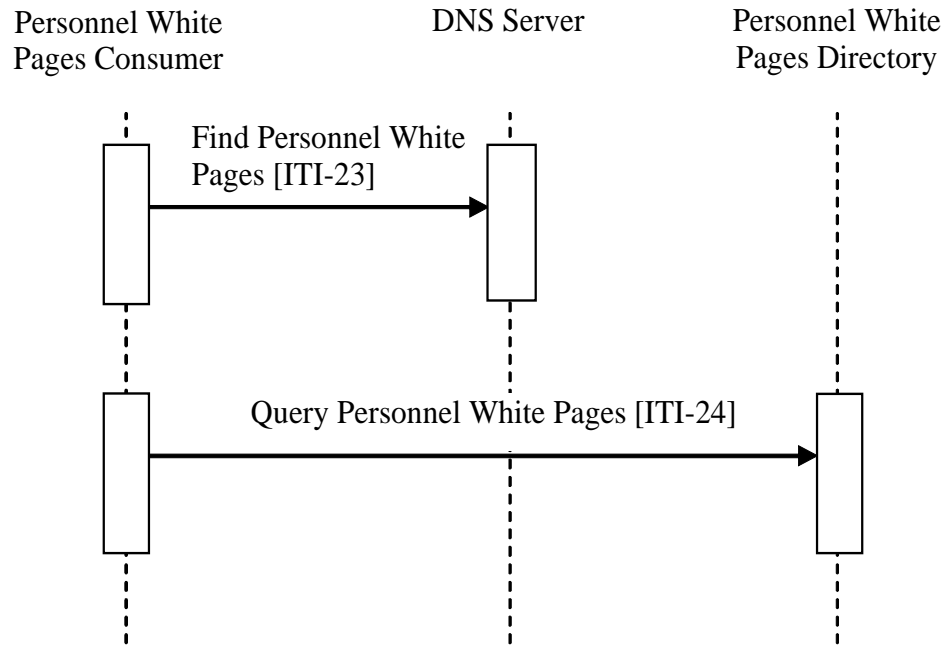 Personnel White
Pages Consumer
DNS Server
Personnel White
Pages Directory
Find Personnel White
Pages [ITI-23]
Query Personnel White Pages [ITI-24]